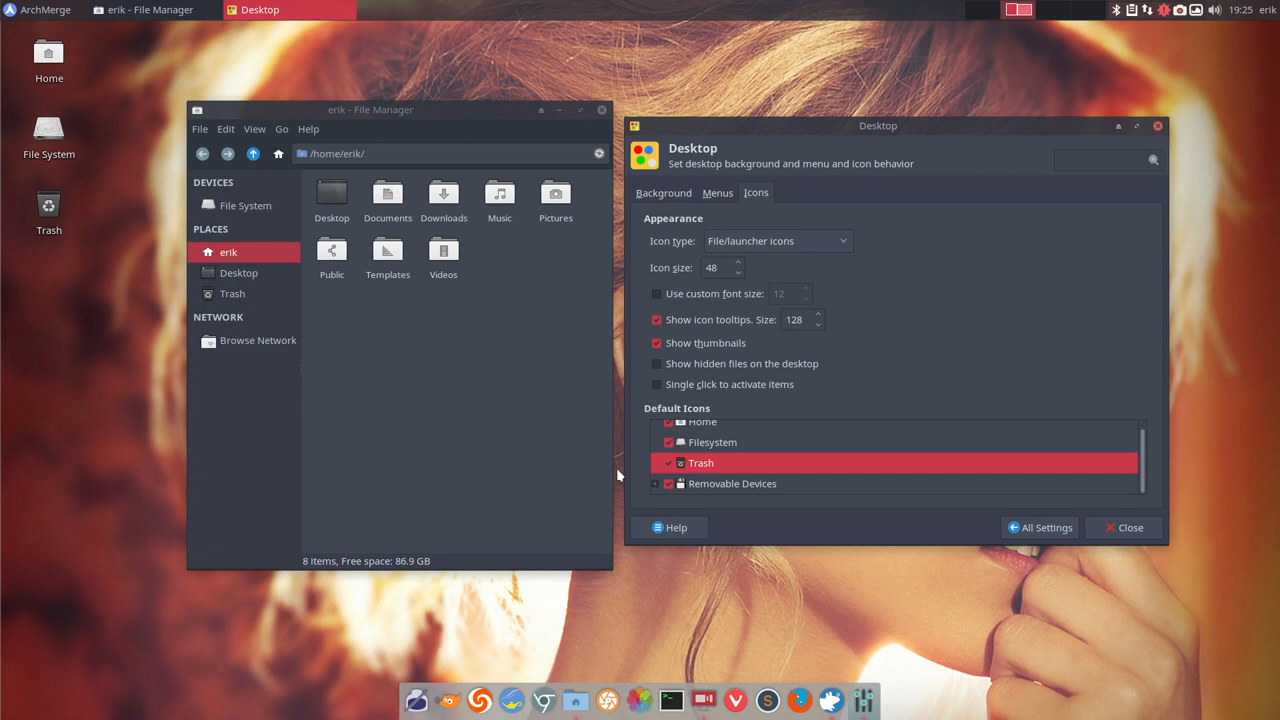 ArchMerge erik - File Manager Desktop 19:25 erik
Home
File System
Trash
erik - File Manager
File Edit View Go Help
/home/erik/
DEVICES
File System
PLACES
erik
Desktop
Trash
NETWORK
Browse Network
Desktop Documents Downloads Music Pictures
Public Templates Videos
8 items, Free space: 86.9 GB
Desktop
Desktop
Set desktop background and menu and icon behavior
Background Menus Icons
Appearance
Icon type: File/launcher icons
Icon size: 48
Use custom font size: 12
Show icon tooltips. Size: 128
Show thumbnails
Show hidden files on the desktop
Single click to activate items
Default Icons
Home
Filesystem
Trash
Removable Devices
Help All Settings Close